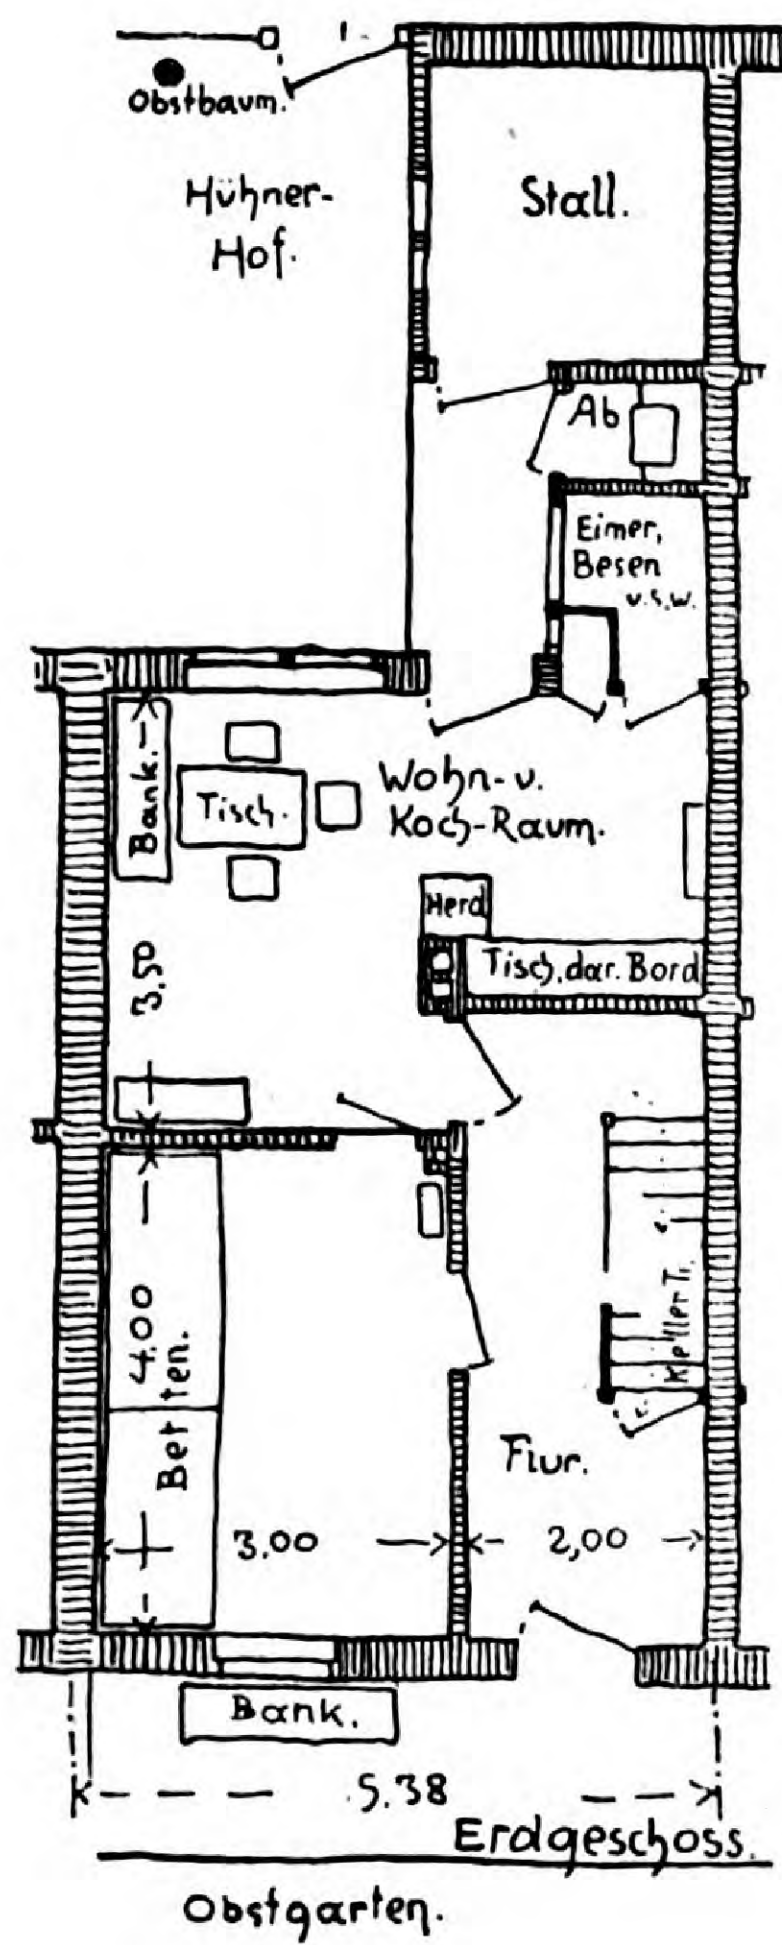 Obstbaum.
Hühner-
Hof.
Stall.
Ab
Eimer,
Besen
u.s.w.
Bank.
Tisch.
Wohn- u.
Koch-Raum.
Herd
Tisch, dar. Bord
3.50
4.00
Betten.
Keller Tr.
Flur.
3.00
2,00
Bank.
5.38
Erdgeschoss.
Obstgarten.